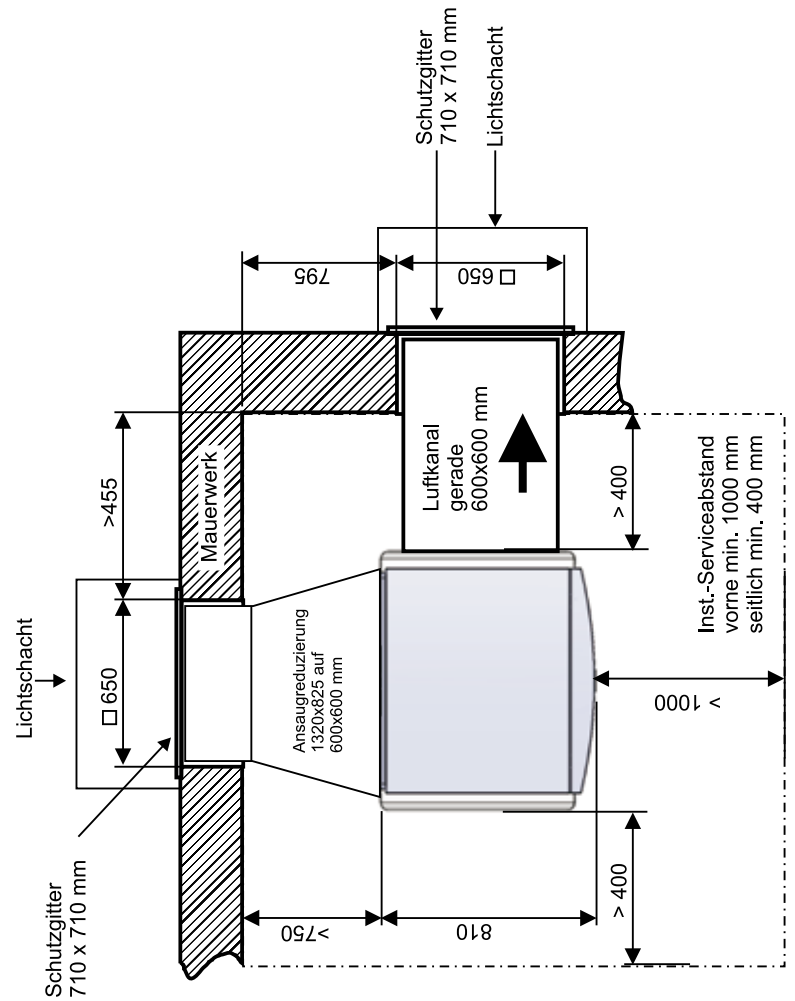 Schutzgitter
710 x 710 mm
Lichtschacht
795
□ 650
>455
Mauerwerk
Luftkanal
gerade
600x600 mm
> 400
Inst.-Serviceabstand
vorne min. 1000 mm
seitlich min. 400 mm
Lichtschacht
□ 650
Ansaugreduzierung
1320x825 auf
600x600 mm
> 1000
Schutzgitter
710 x 710 mm
>750
810
> 400